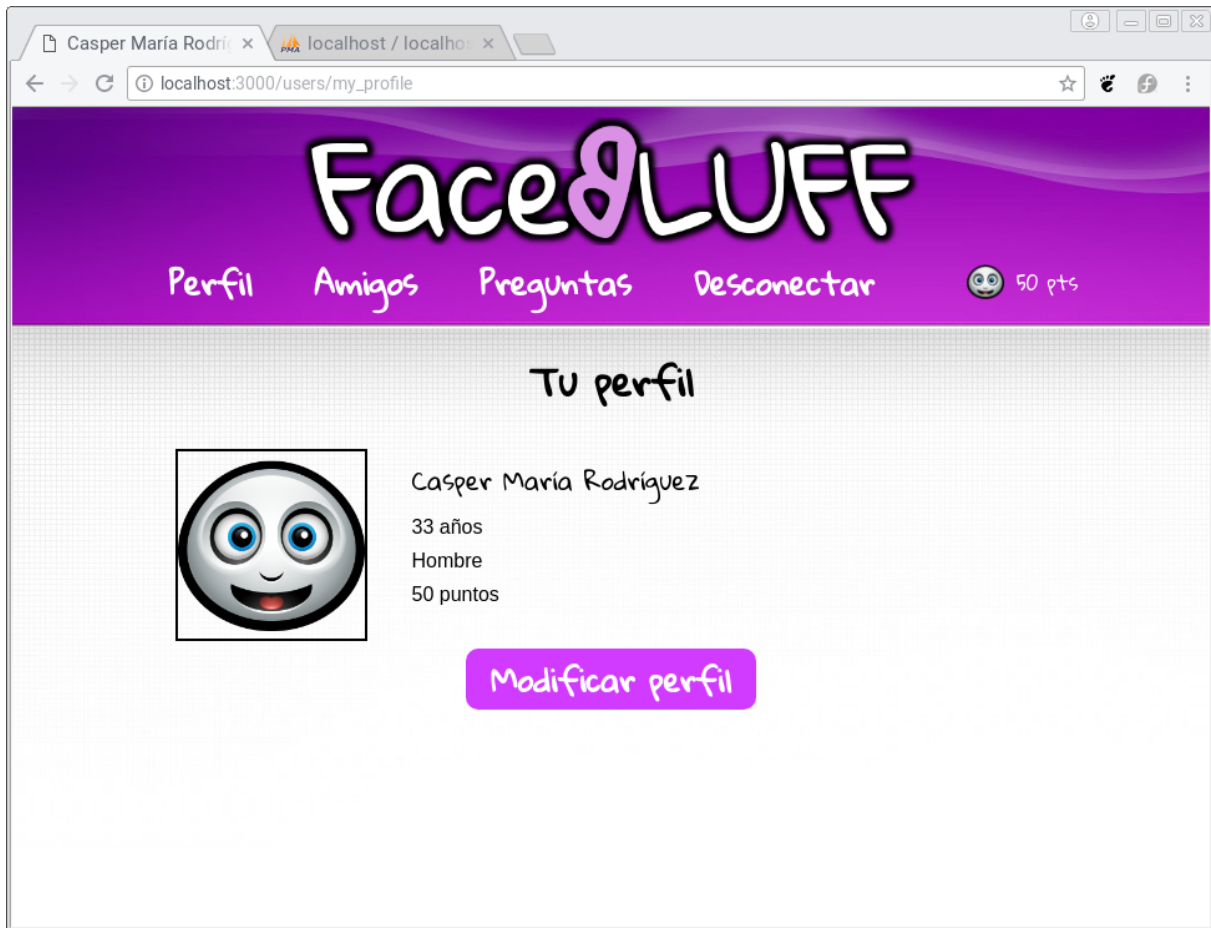 Casper María Rodríg
PMA localhost / localhos
localhost:3000/users/my_profile
FaceBLUFF
Perfil Amigos Preguntas Desconectar 50 pts
Tu perfil
Casper María Rodríguez
33 años
Hombre
50 puntos
Modificar perfil